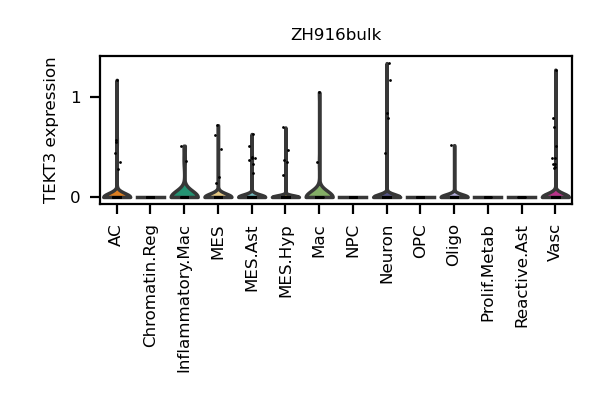 ZH916bulk
TEKT3 expression
1
0
AC
Chromatin.Reg
Inflammatory.Mac
MES
MES.Ast
MES.Hyp
Mac
NPC
Neuron
OPC
Oligo
Prolif.Metab
Reactive.Ast
Vasc